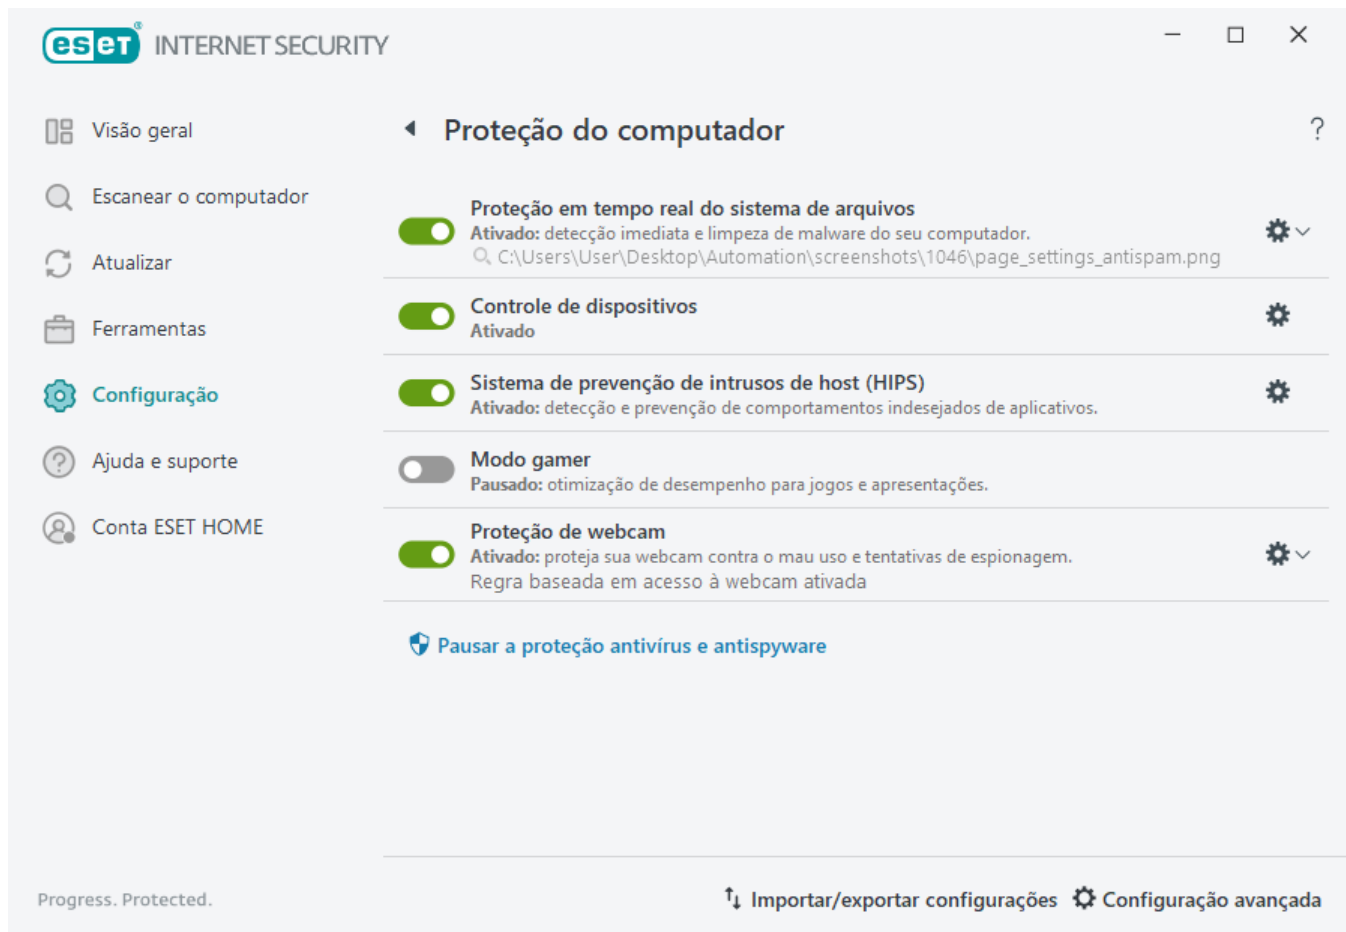 eset® INTERNET SECURITY
Visão geral
Escanear o computador
Atualizar
Ferramentas
Configuração
Ajuda e suporte
Conta ESET HOME
Proteção do computador
?
Proteção em tempo real do sistema de arquivos
Ativado: detecção imediata e limpeza de malware do seu computador.
C:\Users\User\Desktop\Automation\screenshots\1046\page_settings_antispam.png
Controle de dispositivos
Ativado
Sistema de prevenção de intrusos de host (HIPS)
Ativado: detecção e prevenção de comportamentos indesejados de aplicativos.
Modo gamer
Pausado: otimização de desempenho para jogos e apresentações.
Proteção de webcam
Ativado: proteja sua webcam contra o mau uso e tentativas de espionagem.
Regra baseada em acesso à webcam ativada
Pausar a proteção antivírus e antispyware
Progress. Protected.
Importar/exportar configurações
Configuração avançada